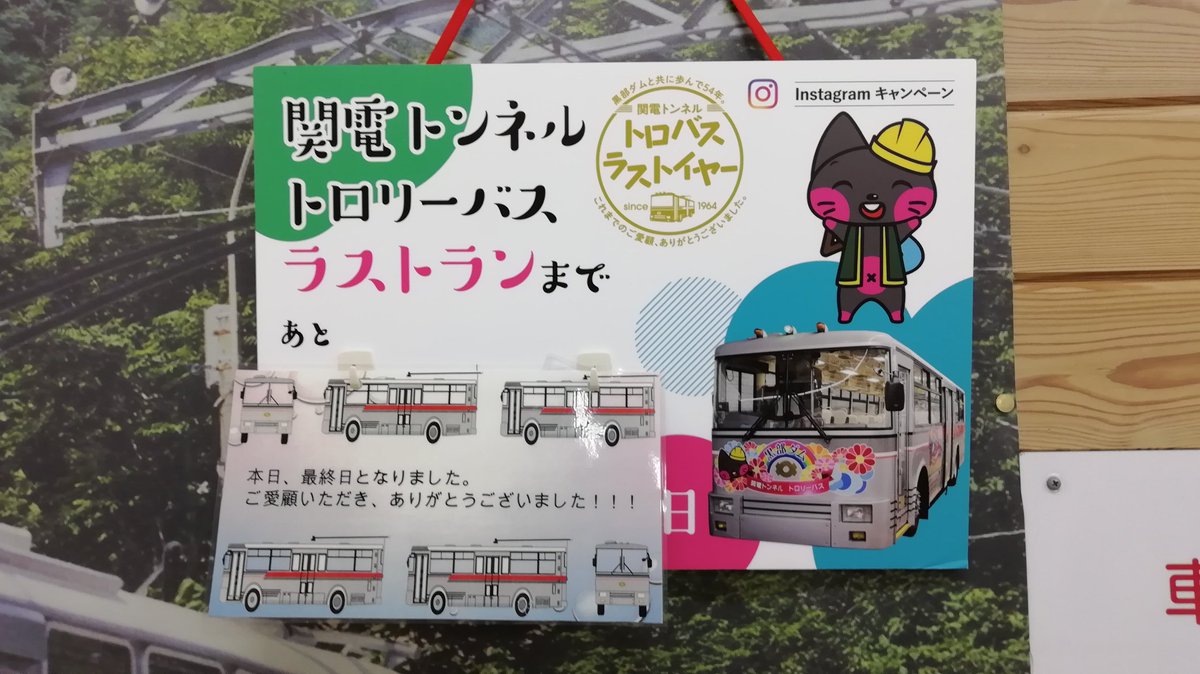 関電トンネル
トロリーバス
ラストランまで
あと
日
黒部ダムと共に歩んで54年。
関電トンネル
トロバス
ラストイヤー
since 1964
これまでのご愛顧、ありがとうございました。
Instagram キャンペーン
本日、最終日となりました。
ご愛顧いただき、ありがとうございました！！！
黒部ダム
関電トンネル トロリーバス